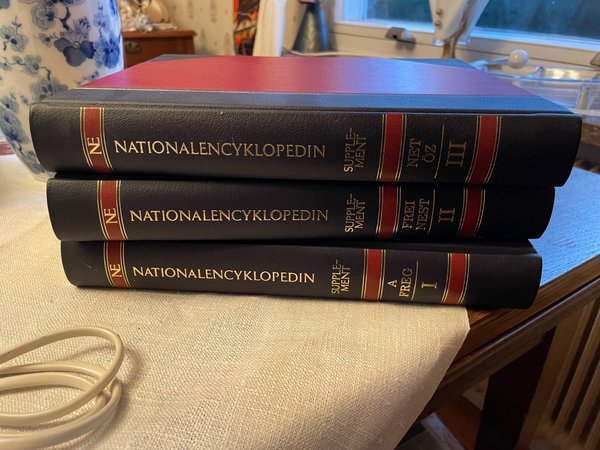 NE
NATIONALENCYKLOPEDIN
SUPPLE-
MENT
NET
ÖZ
III
NE
NATIONALENCYKLOPEDIN
SUPPLE-
MENT
FREI
NEST
II
NE
NATIONALENCYKLOPEDIN
SUPPLE-
MENT
A
FREG
I